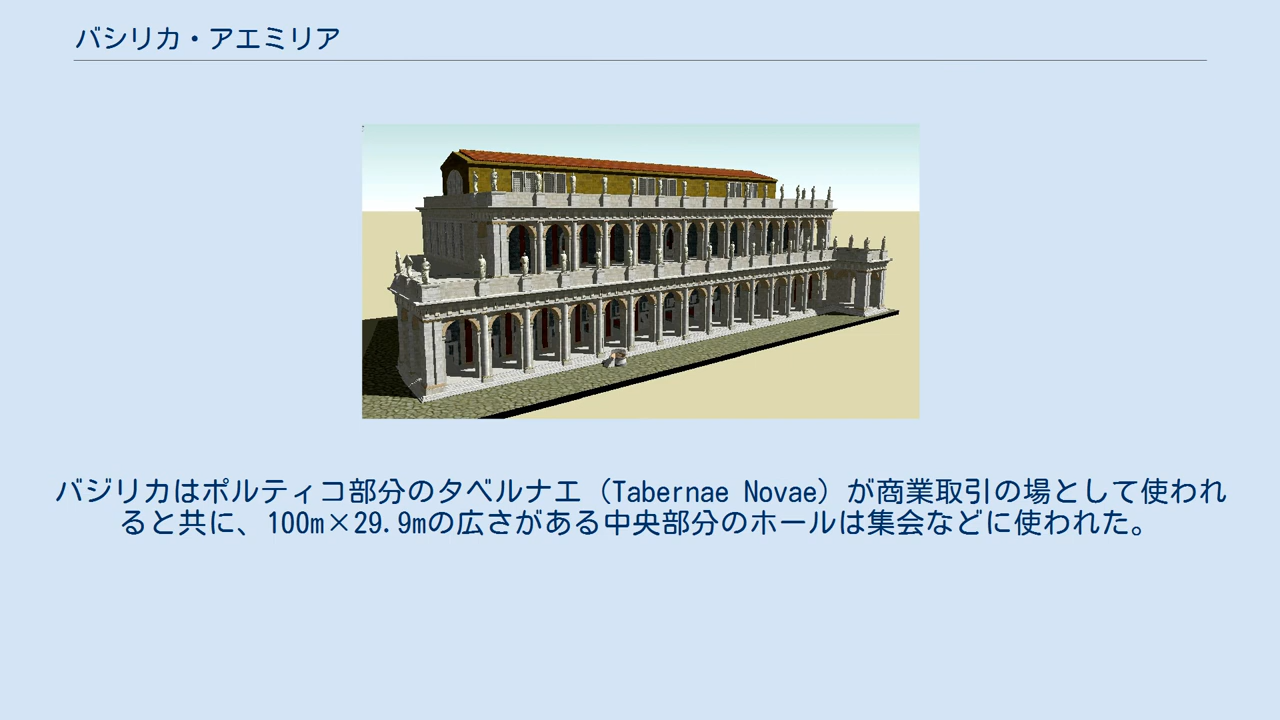 バシリカ・アエミリア
バジリカはポルティコ部分のタベルナエ（Tabernae Novae）が商業取引の場として使われ
ると共に、100m×29.9mの広さがある中央部分のホールは集会などに使われた。